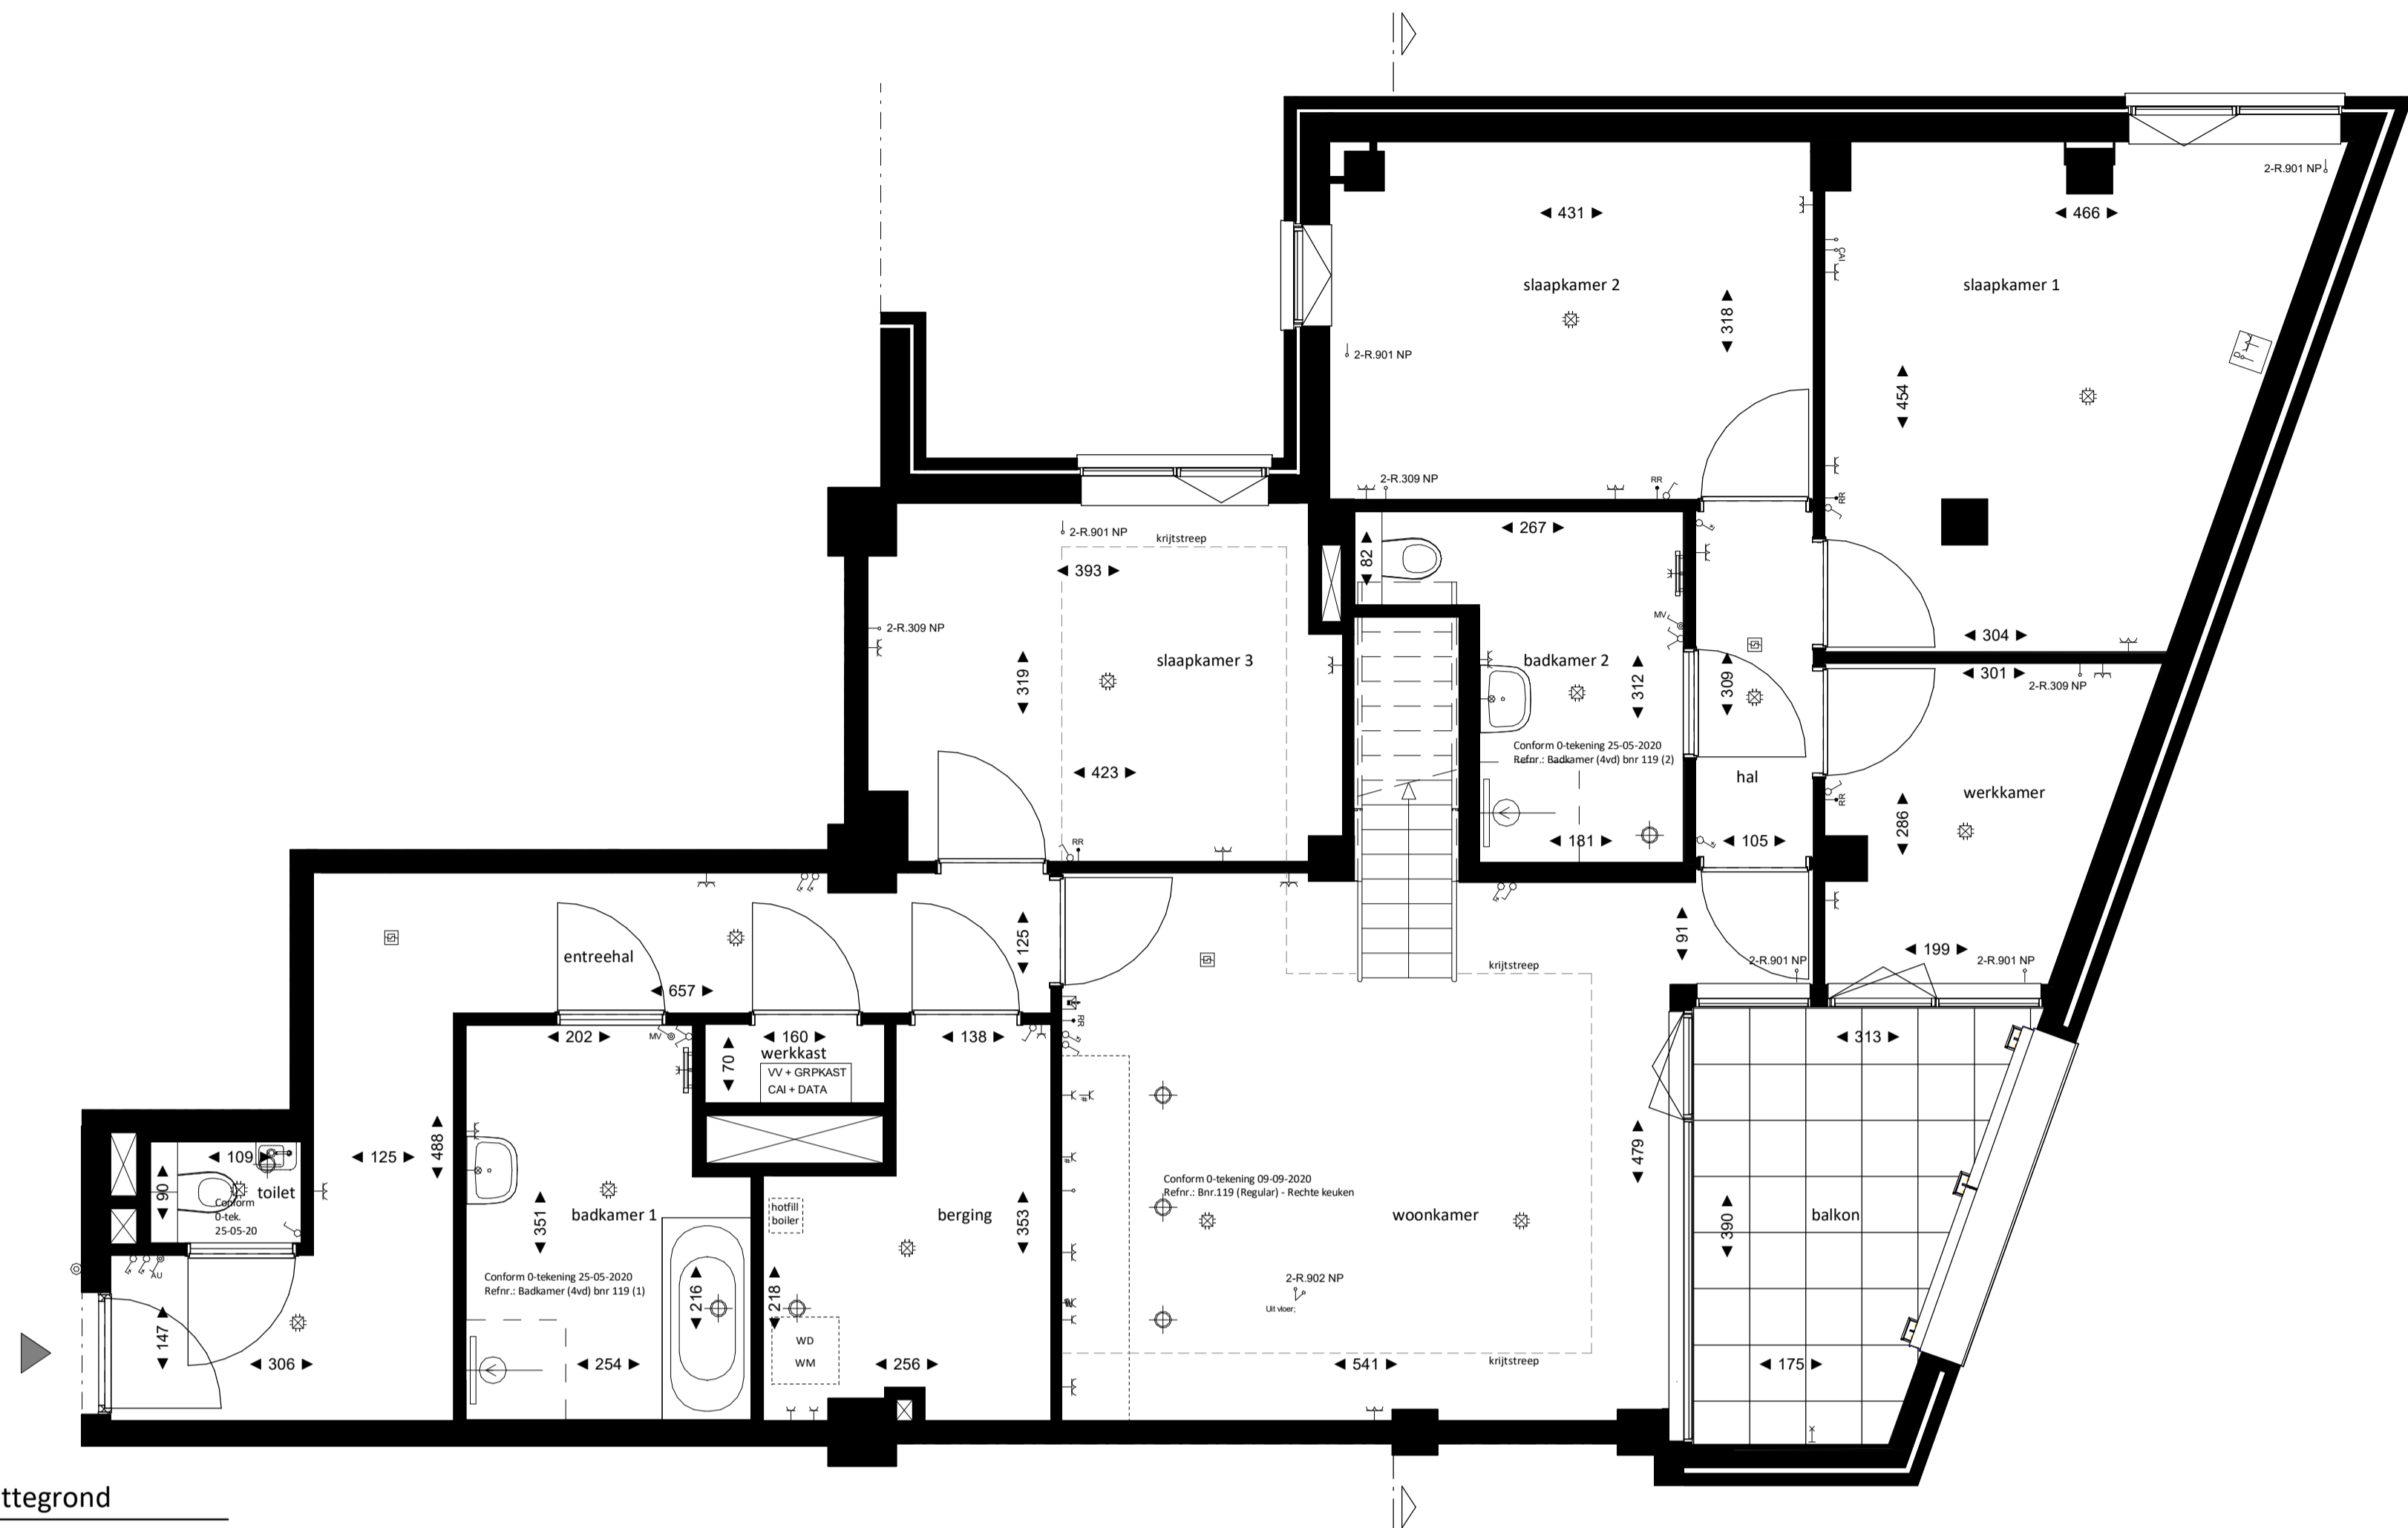 2-R.901 NP
431
466
CAI
slaapkamer 2
slaapkamer 1
318
2-R.901 NP
454
2-R.309 NP
RR
RR
2-R.901 NP
krijtstreep
267
393
82
2-R.309 NP
MV
304
slaapkamer 3
badkamer 2
319
312
309
301
2-R.309 NP
Conform 0-tekening 25-05-2020
Refnr.: Badkamer (4vd) bnr 119 (2)
423
hal
werkkamer
RR
286
RR
181
105
125
91
entreehal
krijtstreep
2-R.901 NP
199
2-R.901 NP
657
RR
202
MV
160
138
313
werkkast
70
VV + GRPKAST
CAI + DATA
488
109
125
479
90
toilet
Conform
0-tek.
25-05-20
Conform 0-tekening 09-09-2020
Refnr.: Bnr.119 (Regular) - Rechte keuken
351
badkamer 1
hotfill
boiler
berging
353
woonkamer
390
balkon
AU
Conform 0-tekening 25-05-2020
Refnr.: Badkamer (4vd) bnr 119 (1)
216
218
2-R.902 NP
Uit vloer;
147
WD
WM
306
254
256
541
krijtstreep
175
ttegrond